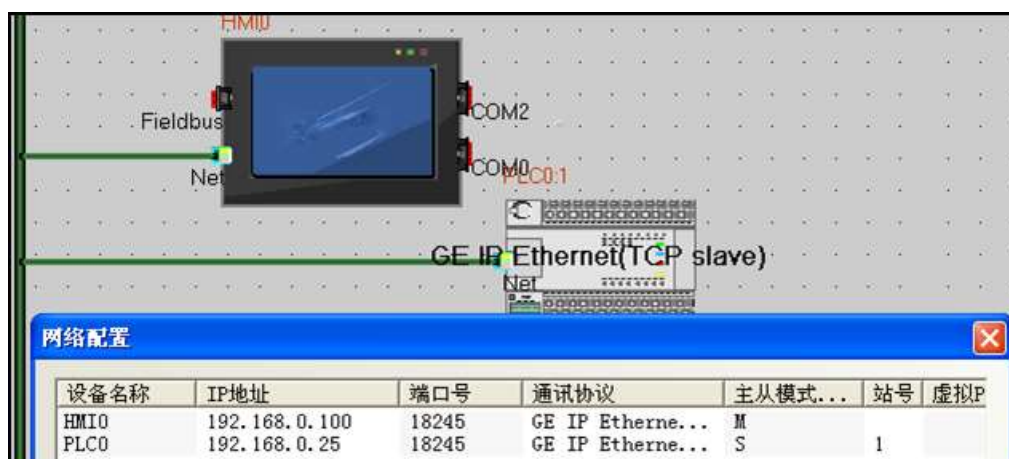 HMI0
COM2
Fieldbus
COM0
Net
PLC0:1
GE IP Ethernet(TCP slave)
Net
网络配置
设备名称 IP地址 端口号 通讯协议 主从模式... 站号 虚拟P
HMI0 192.168.0.100 18245 GE IP Etherne... M
PLC0 192.168.0.25 18245 GE IP Etherne... S 1